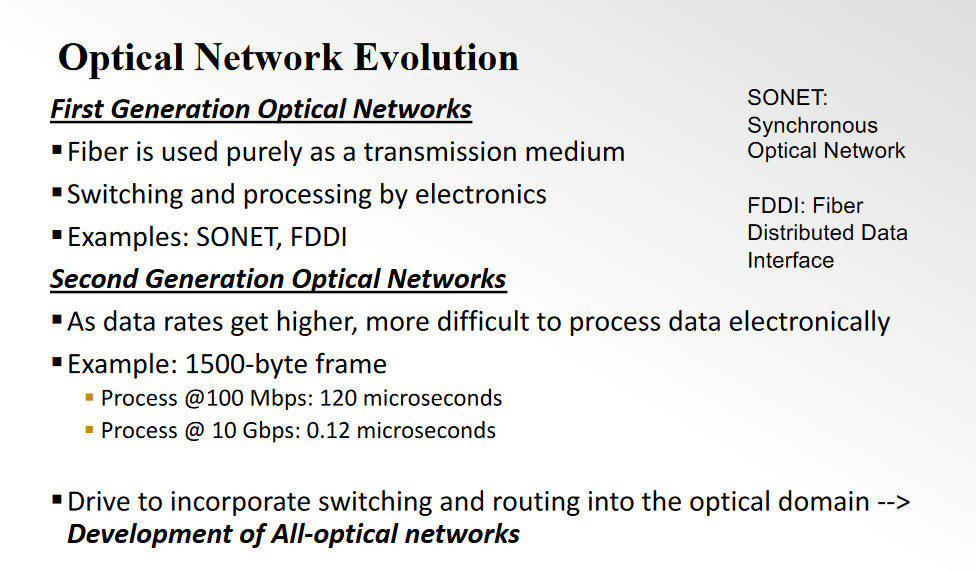 Optical Network Evolution
First Generation Optical Networks
▪Fiber is used purely as a transmission medium
▪Switching and processing by electronics
▪Examples: SONET, FDDI
Second Generation Optical Networks
▪As data rates get higher, more difficult to process data electronically
▪Example: 1500-byte frame
▪ Process @100 Mbps: 120 microseconds
▪ Process @ 10 Gbps: 0.12 microseconds
▪Drive to incorporate switching and routing into the optical domain -->
Development of All-optical networks
SONET:
Synchronous
Optical Network
FDDI: Fiber
Distributed Data
Interface